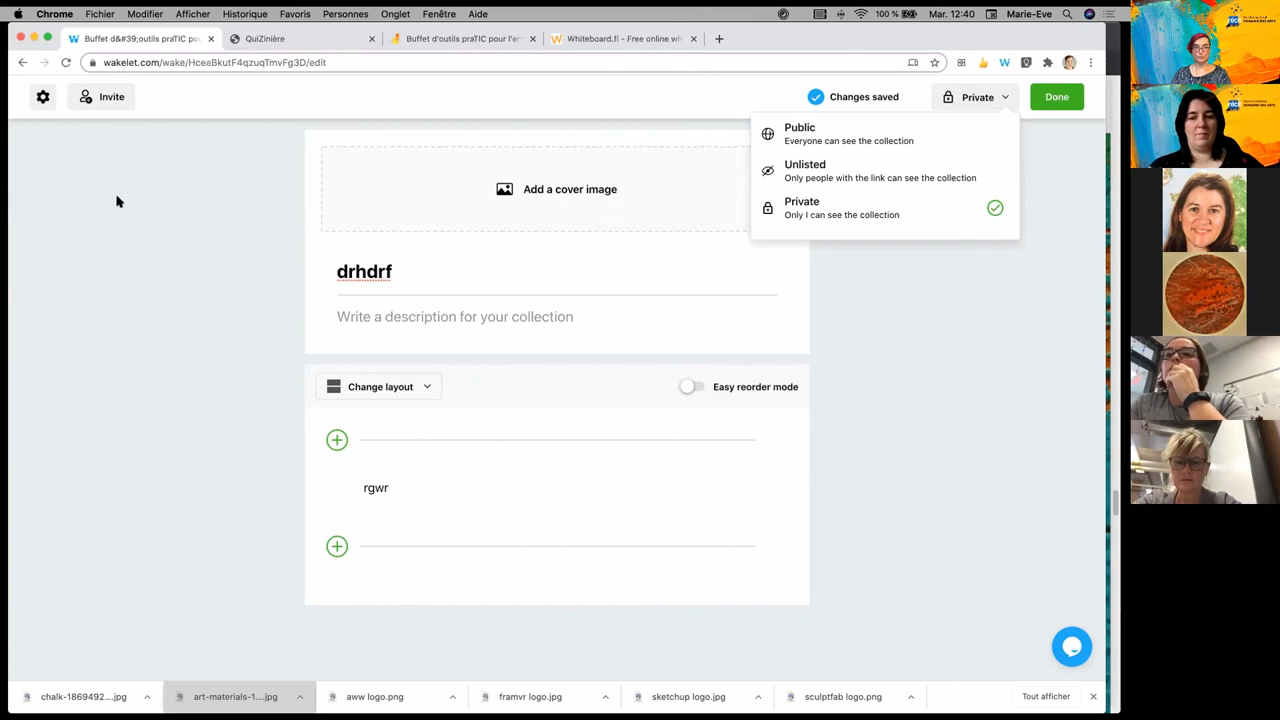 Chrome Fichier Modifier Afficher Historique Favoris Personnes Onglet Fenêtre Aide 100 % Mar. 12:40 Marie-Eve
Buffet d&#39;outils praTIC pou QuiZinière Buffet d'outils praTIC pour l'en Whiteboard.fi - Free online wh
wakelet.com/wake/HceaBkutF4qzuqTmvFg3D/edit
Invite Changes saved Private Done
Public
Everyone can see the collection
Unlisted
Only people with the link can see the collection
Private
Only I can see the collection
Add a cover image
drhdrf
Write a description for your collection
Change layout Easy reorder mode
rgwr
chalk-1869492....jpg art-materials-1....jpg aww logo.png framvr logo.jpg sketchup logo.jpg sculptfab logo.png Tout afficher